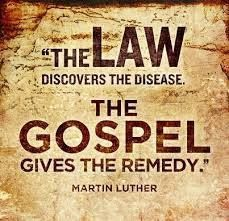 “THE LAW
DISCOVERS THE DISEASE.
THE
GOSPEL
GIVES THE REMEDY.”
MARTIN LUTHER